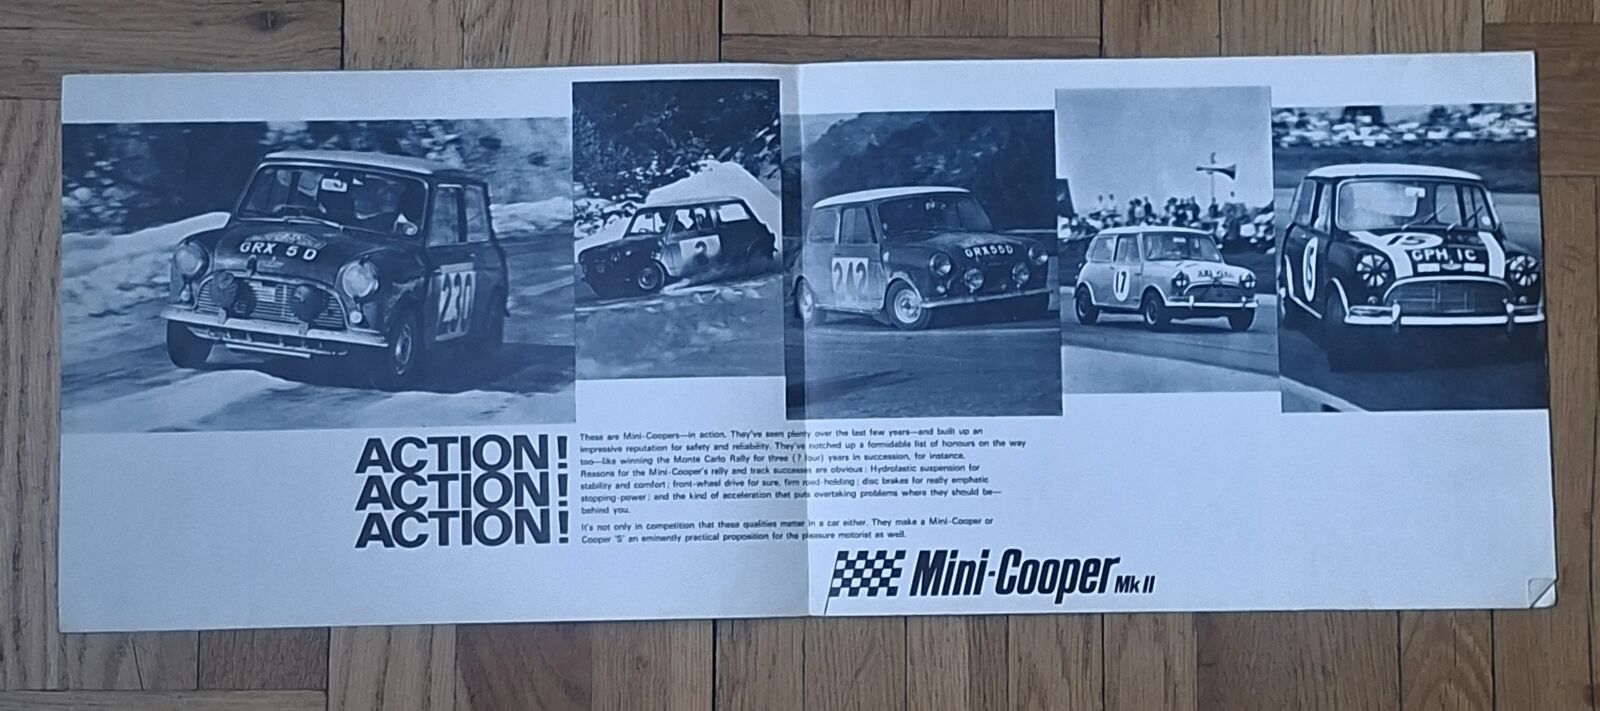 GRX 5 D
230
2
GRX 55 D
242
17
15
GPH 1C
ACTION!
ACTION!
ACTION!
These are Mini-Coopers—in action. They've seen plenty over the last few years—and built up an
impressive reputation for safety and reliability. They've notched up a formidable list of honours on the way
too—like winning the Monte Carlo Rally for three (? four) years in succession, for instance.
Reasons for the Mini-Cooper's rally and track successes are obvious; Hydrolastic suspension for
stability and comfort; front-wheel drive for sure, firm road-holding; disc brakes for really emphatic
stopping-power; and the kind of acceleration that puts overtaking problems where they should be—
behind you.
It's not only in competition that these qualities matter in a car either. They make a Mini-Cooper or
Cooper 'S' an eminently practical proposition for the pleasure motorist as well.
Mini-Cooper Mk II